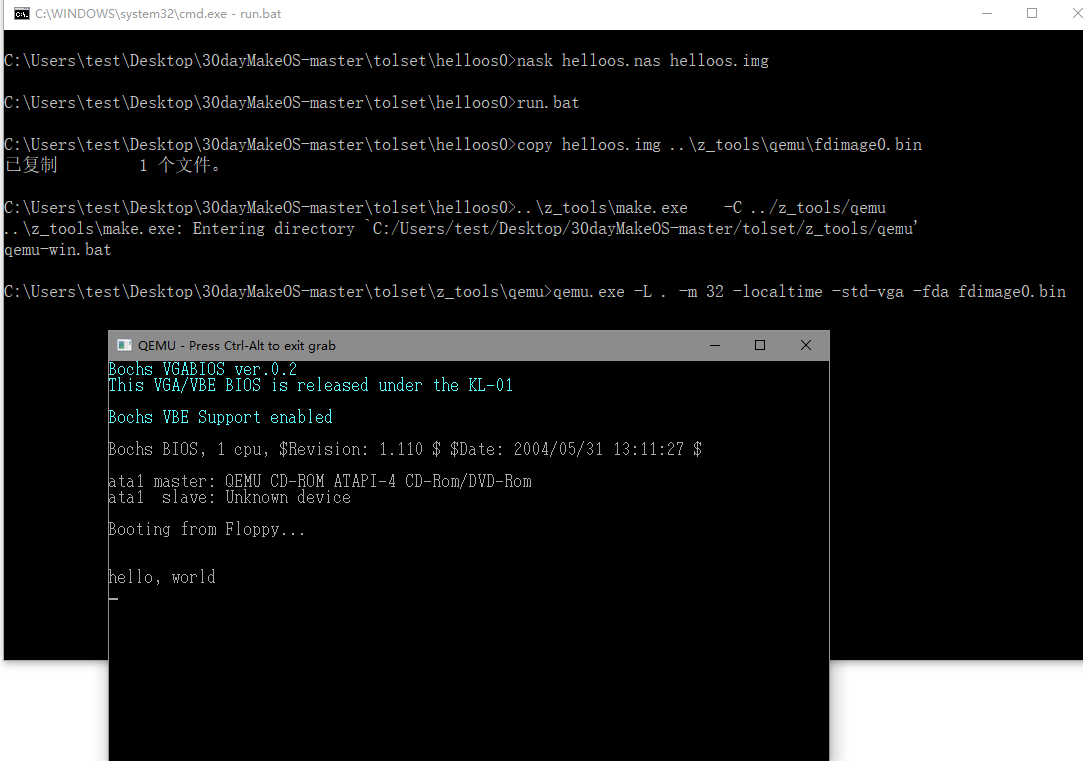 C:\WINDOWS\system32\cmd.exe - run.bat
C:\Users\test\Desktop\30dayMakeOS-master\tolset\helloos0>nask helloos.nas helloos.img
C:\Users\test\Desktop\30dayMakeOS-master\tolset\helloos0>run.bat
C:\Users\test\Desktop\30dayMakeOS-master\tolset\helloos0>copy helloos.img ..\z_tools\qemu\fdimage0.bin
已复制         1 个文件。
C:\Users\test\Desktop\30dayMakeOS-master\tolset\helloos0>..\z_tools\make.exe    -C ../z_tools/qemu
..\z_tools\make.exe: Entering directory `C:/Users/test/Desktop/30dayMakeOS-master/tolset/z_tools/qemu'
qemu-win.bat
C:\Users\test\Desktop\30dayMakeOS-master\tolset\z_tools\qemu>qemu.exe -L . -m 32 -localtime -std-vga -fda fdimage0.bin
QEMU - Press Ctrl-Alt to exit grab
Bochs VGABIOS ver.0.2
This VGA/VBE BIOS is released under the KL-01
Bochs VBE Support enabled
Bochs BIOS, 1 cpu, $Revision: 1.110 $ $Date: 2004/05/31 13:11:27 $
ata1 master: QEMU CD-ROM ATAPI-4 CD-Rom/DVD-Rom
ata1  slave: Unknown device
Booting from Floppy...
hello, world